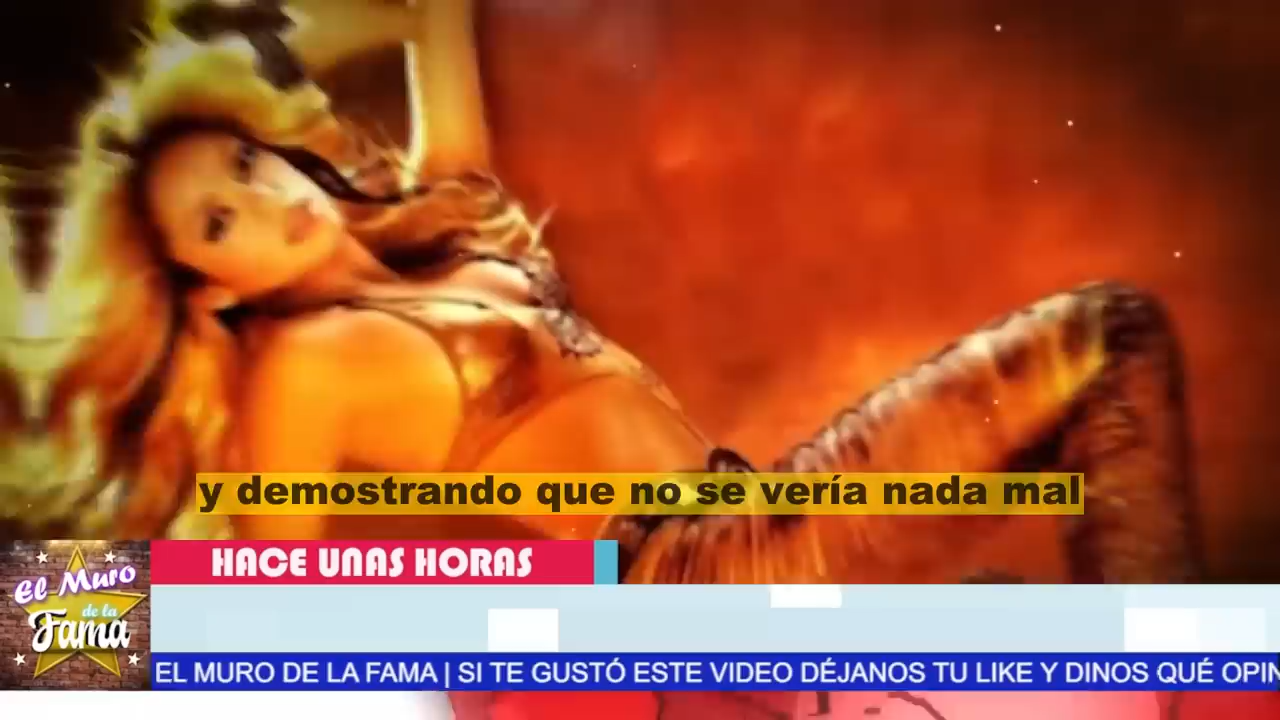 y demostrando que no se vería nada mal
HACE UNAS HORAS
El Muro
de la
Fama
EL MURO DE LA FAMA | SI TE GUSTÓ ESTE VIDEO DÉJANOS TU LIKE Y DINOS QUÉ